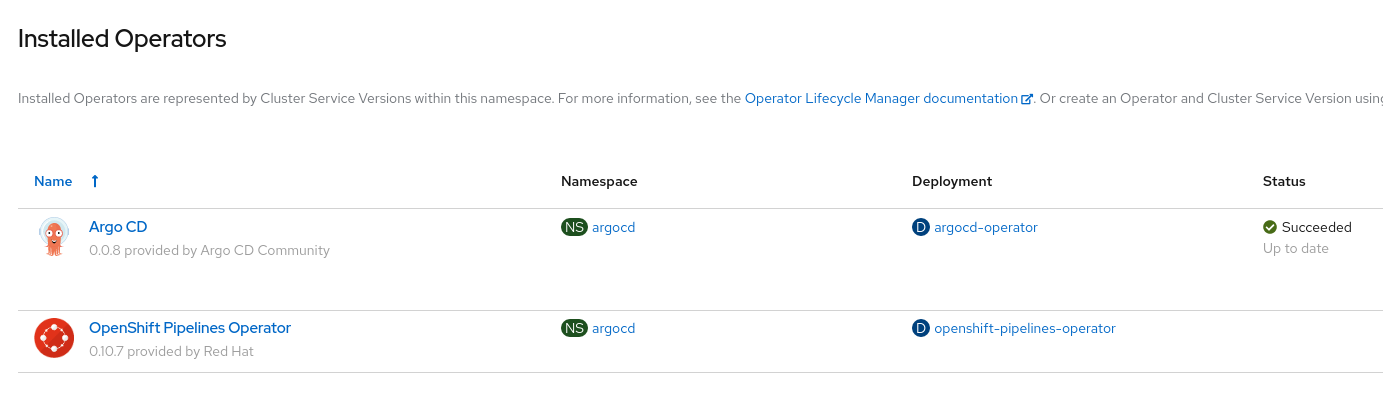 Installed Operators
Installed Operators are represented by Cluster Service Versions within this namespace. For more information, see the Operator Lifecycle Manager documentation. Or create an Operator and Cluster Service Version using
Name Namespace Deployment Status
Argo CD NS argocd D argocd-operator Succeeded
0.0.8 provided by Argo CD Community Up to date
OpenShift Pipelines Operator NS argocd D openshift-pipelines-operator
0.10.7 provided by Red Hat